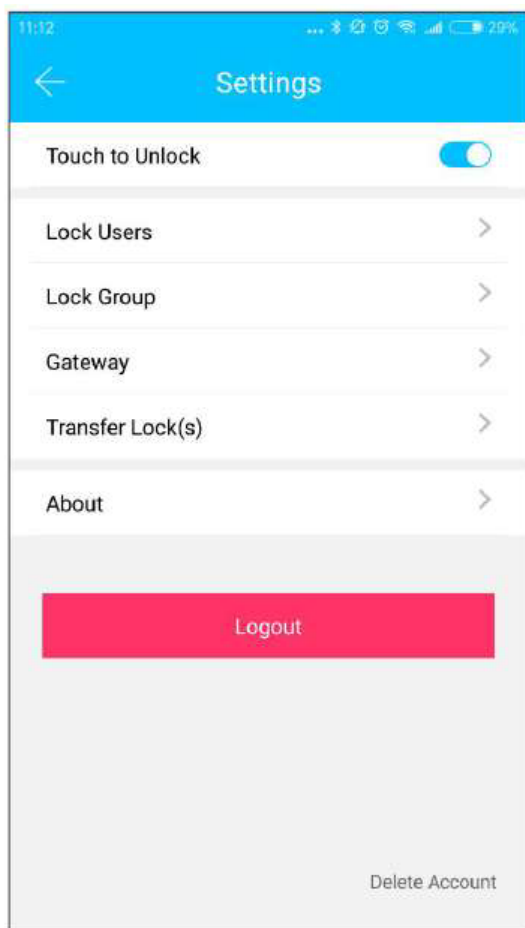 11:12 ... 29%
Settings
Touch to Unlock
Lock Users
Lock Group
Gateway
Transfer Lock(s)
About
Logout
Delete Account